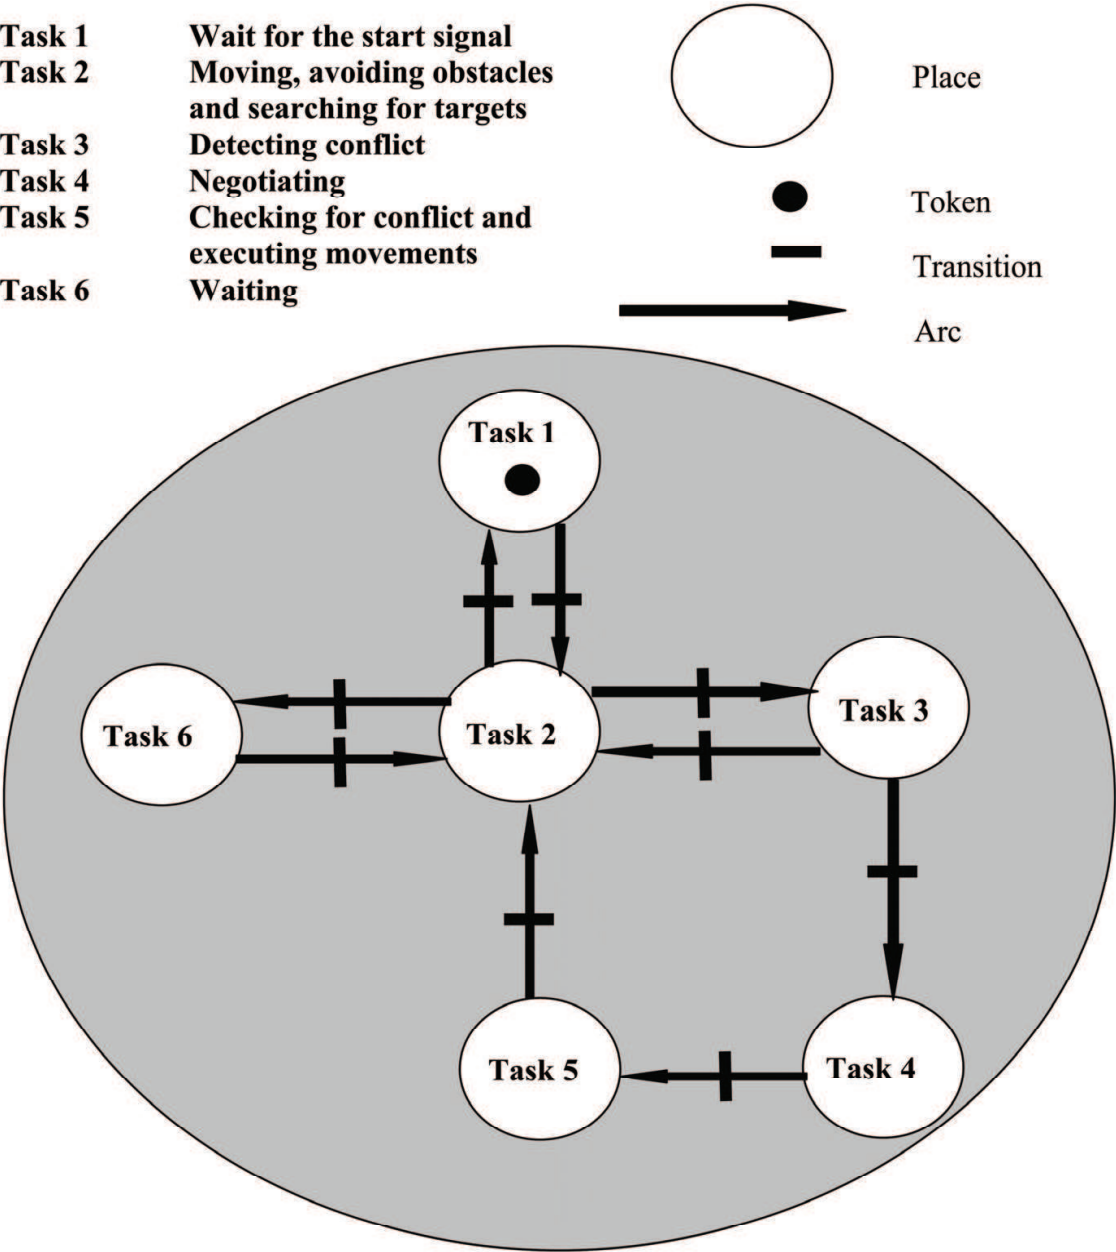 Task 1 Wait for the start signal
Task 2 Moving, avoiding obstacles
and searching for targets
Task 3 Detecting conflict
Task 4 Negotiating
Task 5 Checking for conflict and
executing movements
Task 6 Waiting
Place
Token
Transition
Arc
Task 1
Task 6
Task 2
Task 3
Task 5
Task 4